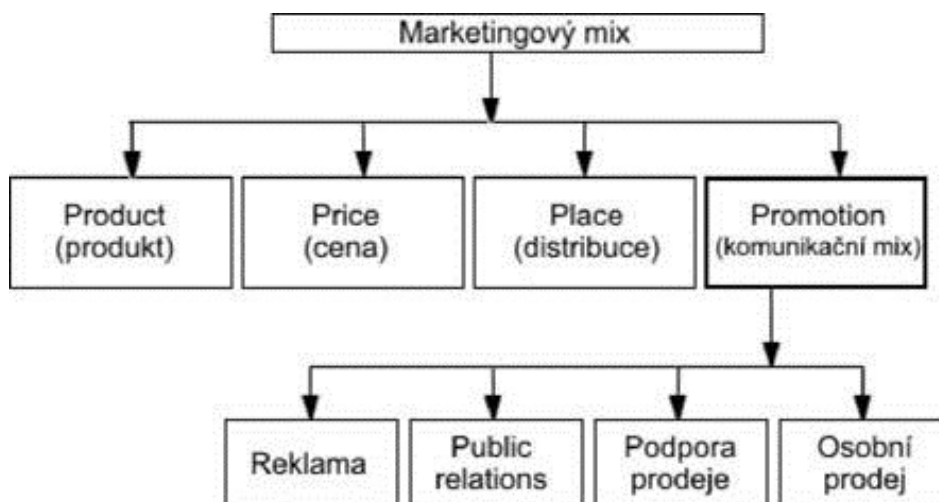 Marketingový mix
Product
(produkt)
Price
(cena)
Place
(distribuce)
Promotion
(komunikační mix)
Reklama
Public
relations
Podpora
prodeje
Osobní
prodej